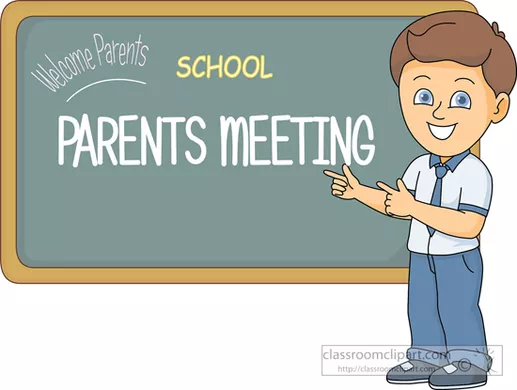 Welcome Parents
SCHOOL
PARENTS MEETING
classroomclipart.com
http://classroomclipart.com
©